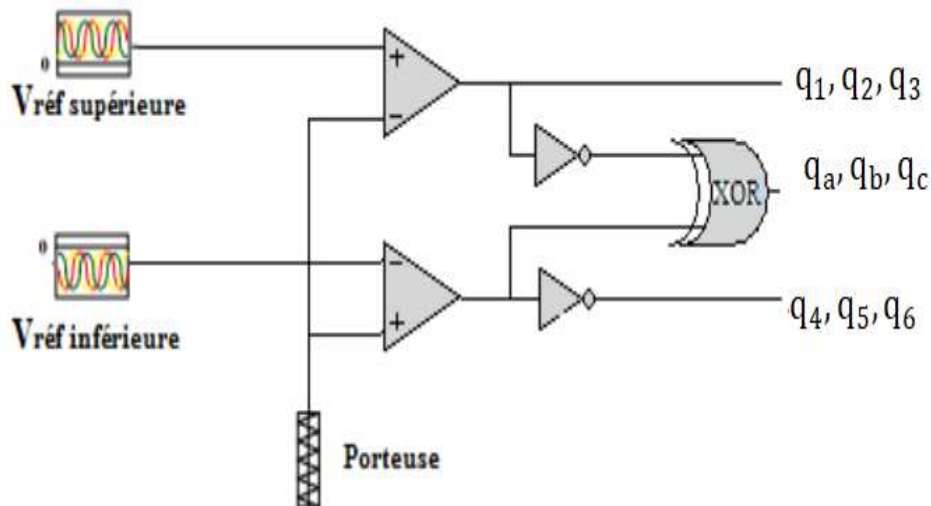 0
Vréf supérieure
+
−
q1, q2, q3
XOR
qa, qb, qc
0
Vréf inférieure
−
+
q4, q5, q6
Porteuse